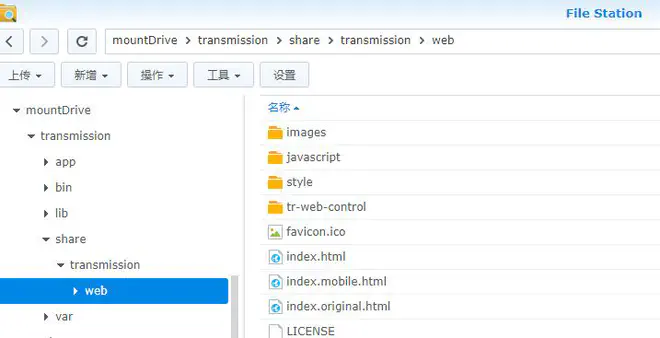 File Station
mountDrive > transmission > share > transmission > web
上传 新增 操作 工具 设置
mountDrive
transmission
app
bin
lib
share
transmission
web
var
名称
images
javascript
style
tr-web-control
favicon.ico
index.html
index.mobile.html
index.original.html
LICENSE